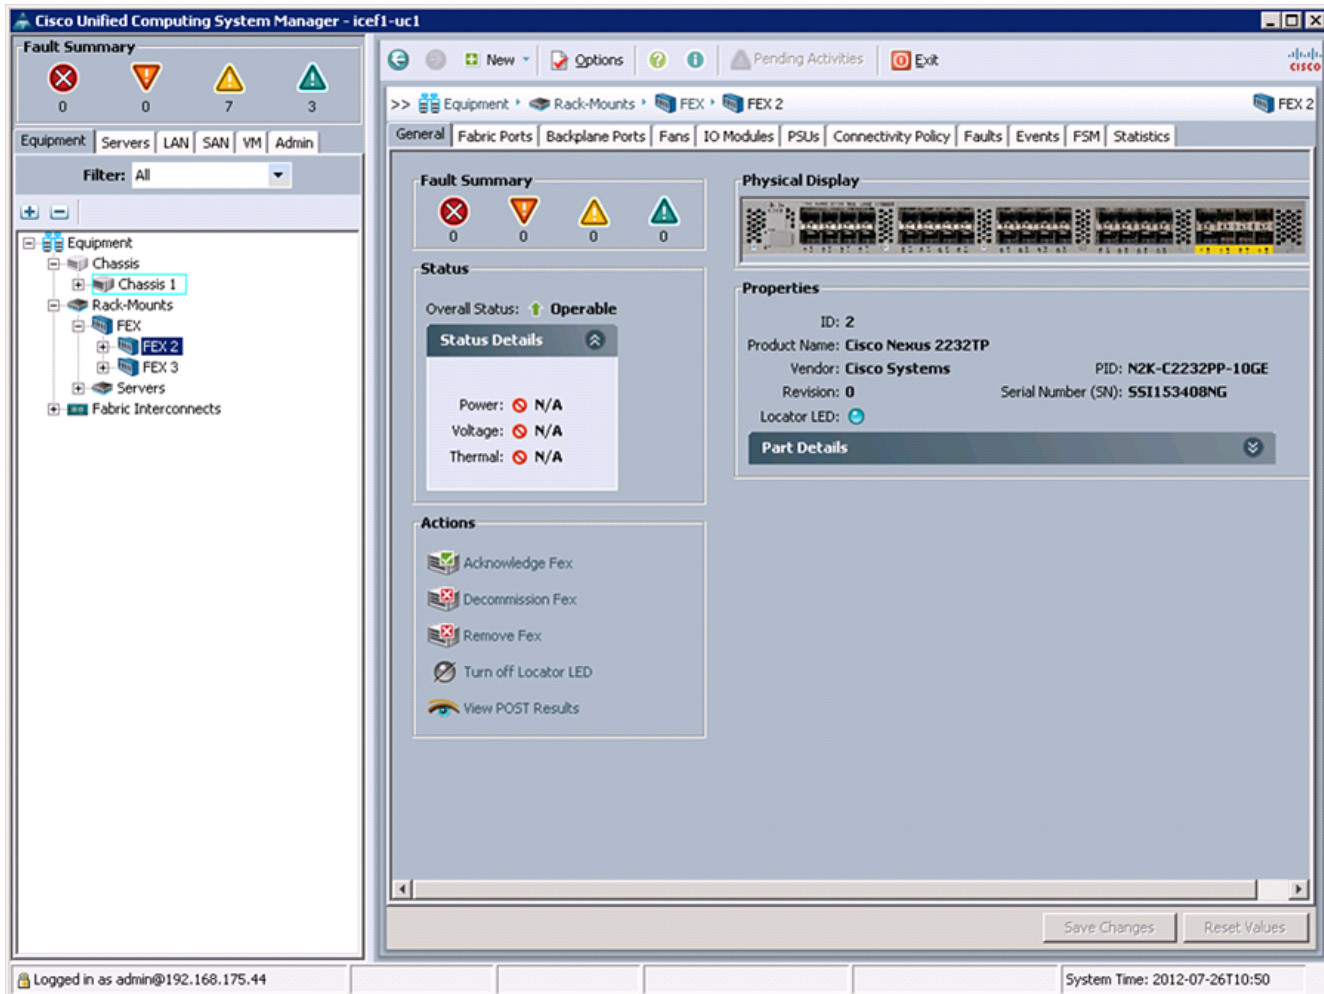 Cisco Unified Computing System Manager - icef1-uc1
Fault Summary
0 0 7 3
Equipment Servers LAN SAN VM Admin
Filter: All
Equipment
Chassis
Chassis 1
Rack-Mounts
FEX
FEX 2
FEX 3
Servers
Fabric Interconnects
New Options Pending Activities Exit
CISCO
>> Equipment Rack-Mounts FEX FEX 2 FEX 2
General Fabric Ports Backplane Ports Fans IO Modules PSUs Connectivity Policy Faults Events FSM Statistics
Fault Summary
0 0 0 0
Status
Overall Status: Operable
Status Details
Power: N/A
Voltage: N/A
Thermal: N/A
Actions
Acknowledge Fex
Decommission Fex
Remove Fex
Turn off Locator LED
View POST Results
Physical Display
Properties
ID: 2
Product Name: Cisco Nexus 2232TP
Vendor: Cisco Systems PID: N2K-C2232PP-10GE
Revision: 0 Serial Number (SN): SSI153408NG
Locator LED:
Part Details
Save Changes Reset Values
Logged in as admin@192.168.175.44 System Time: 2012-07-26T10:50